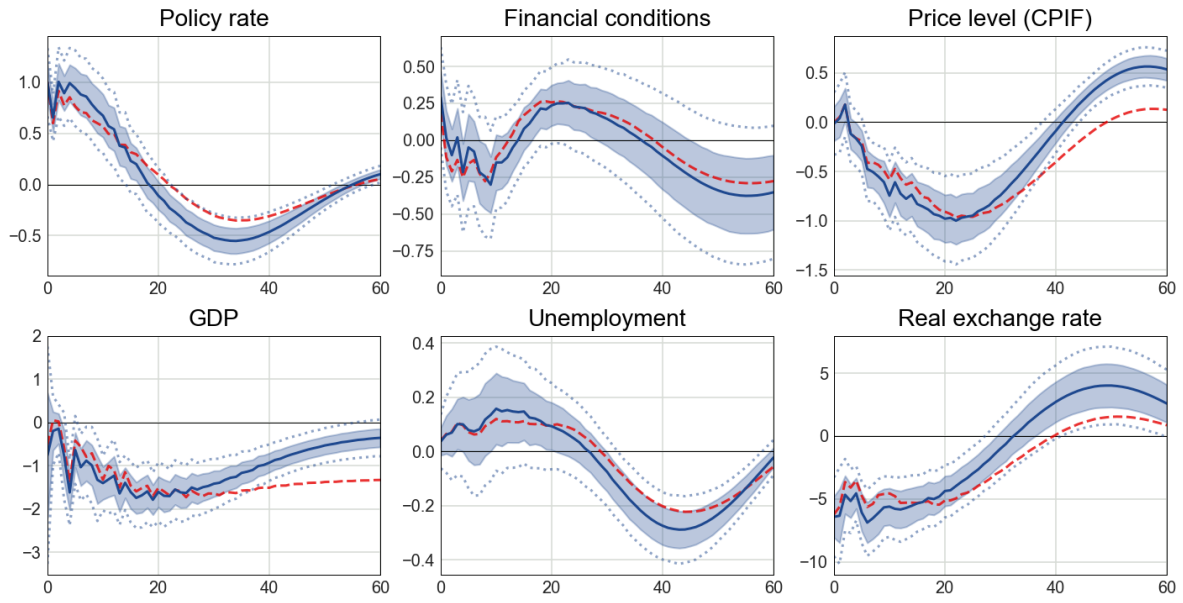 Policy rate
1.0
0.5
0.0
−0.5
0 20 40 60
Financial conditions
0.50
0.25
0.00
−0.25
−0.50
−0.75
0 20 40 60
Price level (CPIF)
0.5
0.0
−0.5
−1.0
−1.5
0 20 40 60
GDP
2
1
0
−1
−2
−3
0 20 40 60
Unemployment
0.4
0.2
0.0
−0.2
−0.4
0 20 40 60
Real exchange rate
5
0
−5
−10
0 20 40 60